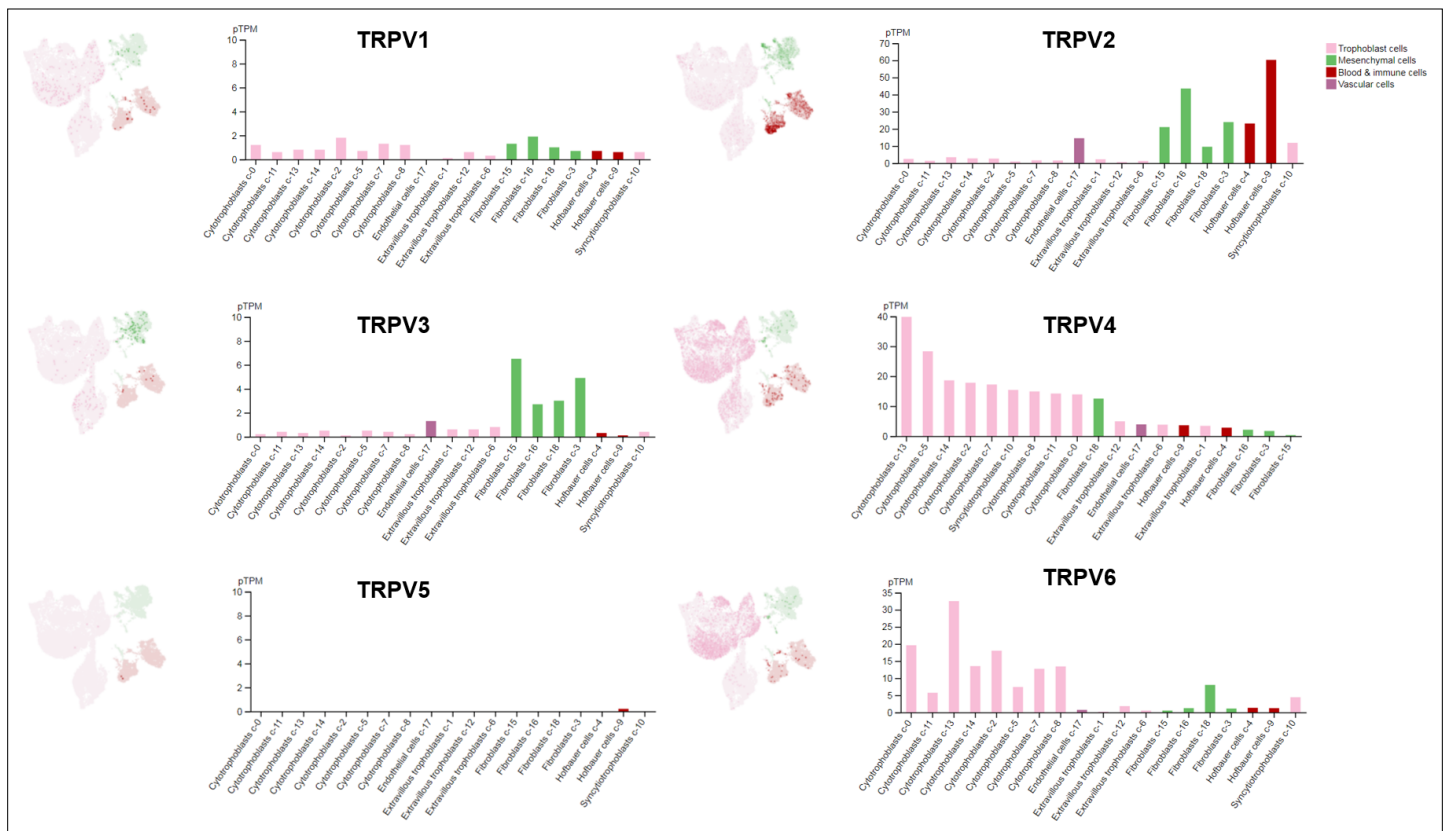 TRPV1
pTPM
10
8
6
4
2
0
Cytotrophoblasts c-0
Cytotrophoblasts c-11
Cytotrophoblasts c-13
Cytotrophoblasts c-14
Cytotrophoblasts c-2
Cytotrophoblasts c-5
Cytotrophoblasts c-7
Cytotrophoblasts c-8
Endothelial cells c-17
Extravillous trophoblasts c-1
Extravillous trophoblasts c-12
Extravillous trophoblasts c-6
Fibroblasts c-15
Fibroblasts c-16
Fibroblasts c-18
Fibroblasts c-3
Hofbauer cells c-4
Hofbauer cells c-9
Syncytiotrophoblasts c-10
TRPV2
pTPM
70
60
50
40
30
20
10
0
Cytotrophoblasts c-0
Cytotrophoblasts c-11
Cytotrophoblasts c-13
Cytotrophoblasts c-14
Cytotrophoblasts c-2
Cytotrophoblasts c-5
Cytotrophoblasts c-7
Cytotrophoblasts c-8
Endothelial cells c-17
Extravillous trophoblasts c-1
Extravillous trophoblasts c-12
Extravillous trophoblasts c-6
Fibroblasts c-15
Fibroblasts c-16
Fibroblasts c-18
Fibroblasts c-3
Hofbauer cells c-4
Hofbauer cells c-9
Syncytiotrophoblasts c-10
Trophoblast cells
Mesenchymal cells
Blood & immune cells
Vascular cells
TRPV3
pTPM
10
8
6
4
2
0
Cytotrophoblasts c-0
Cytotrophoblasts c-11
Cytotrophoblasts c-13
Cytotrophoblasts c-14
Cytotrophoblasts c-2
Cytotrophoblasts c-5
Cytotrophoblasts c-7
Cytotrophoblasts c-8
Endothelial cells c-17
Extravillous trophoblasts c-1
Extravillous trophoblasts c-12
Extravillous trophoblasts c-6
Fibroblasts c-15
Fibroblasts c-16
Fibroblasts c-18
Fibroblasts c-3
Hofbauer cells c-4
Hofbauer cells c-9
Syncytiotrophoblasts c-10
TRPV4
pTPM
40
30
20
10
0
Cytotrophoblasts c-13
Cytotrophoblasts c-5
Cytotrophoblasts c-14
Cytotrophoblasts c-2
Cytotrophoblasts c-7
Syncytiotrophoblasts c-10
Cytotrophoblasts c-8
Cytotrophoblasts c-11
Cytotrophoblasts c-0
Fibroblasts c-18
Extravillous trophoblasts c-12
Endothelial cells c-17
Extravillous trophoblasts c-6
Hofbauer cells c-9
Extravillous trophoblasts c-1
Hofbauer cells c-4
Fibroblasts c-16
Fibroblasts c-3
Fibroblasts c-15
TRPV5
pTPM
10
8
6
4
2
0
Cytotrophoblasts c-0
Cytotrophoblasts c-11
Cytotrophoblasts c-13
Cytotrophoblasts c-14
Cytotrophoblasts c-2
Cytotrophoblasts c-5
Cytotrophoblasts c-7
Cytotrophoblasts c-8
Endothelial cells c-17
Extravillous trophoblasts c-1
Extravillous trophoblasts c-12
Extravillous trophoblasts c-6
Fibroblasts c-15
Fibroblasts c-16
Fibroblasts c-18
Fibroblasts c-3
Hofbauer cells c-4
Hofbauer cells c-9
Syncytiotrophoblasts c-10
TRPV6
pTPM
35
30
25
20
15
10
5
0
Cytotrophoblasts c-0
Cytotrophoblasts c-11
Cytotrophoblasts c-13
Cytotrophoblasts c-14
Cytotrophoblasts c-2
Cytotrophoblasts c-5
Cytotrophoblasts c-7
Cytotrophoblasts c-8
Endothelial cells c-17
Extravillous trophoblasts c-1
Extravillous trophoblasts c-12
Extravillous trophoblasts c-6
Fibroblasts c-15
Fibroblasts c-16
Fibroblasts c-18
Fibroblasts c-3
Hofbauer cells c-4
Hofbauer cells c-9
Syncytiotrophoblasts c-10